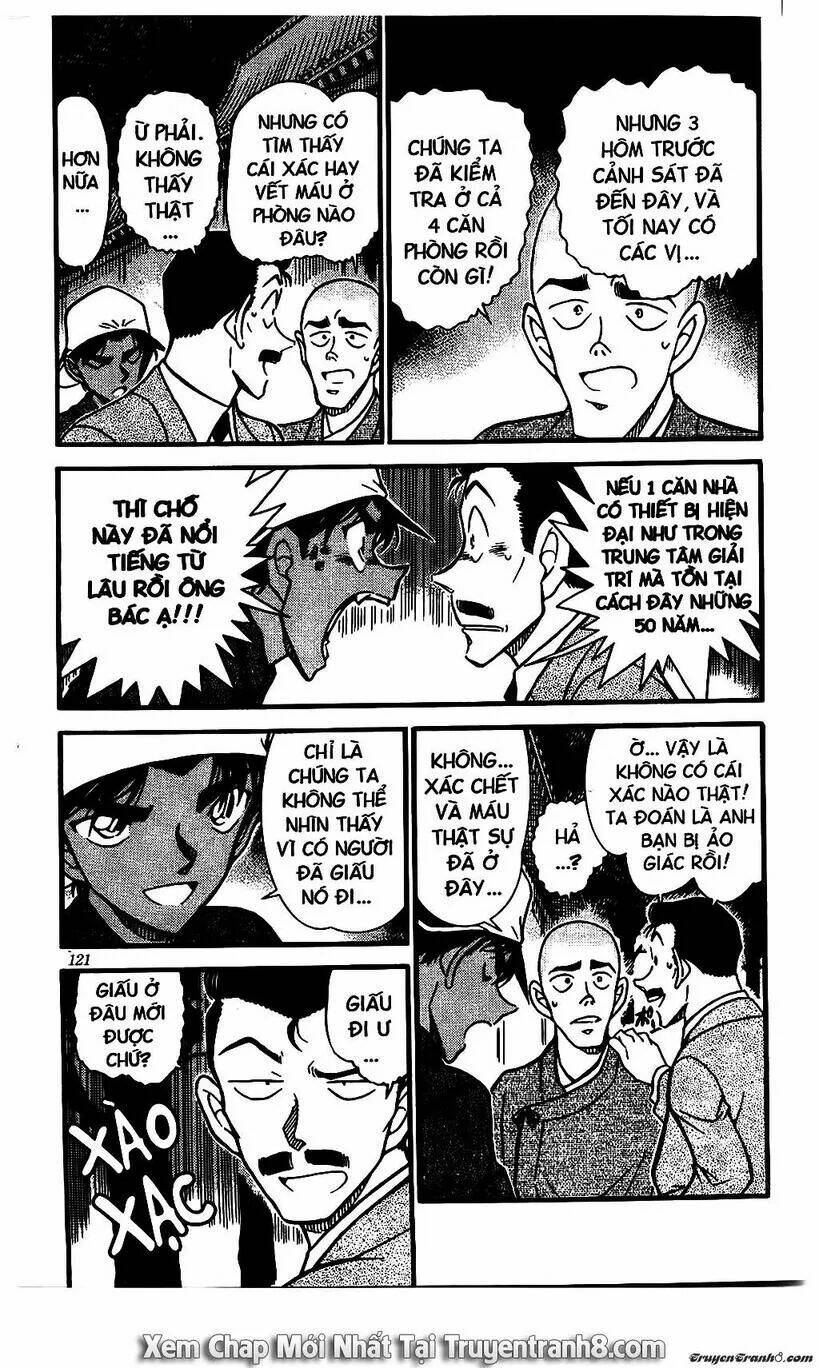 NHƯNG 3
HÔM TRƯỚC
CẢNH SÁT ĐÃ
ĐẾN ĐÂY, VÀ
TỐI NAY CÓ
CÁC VỊ...
CHÚNG TA
ĐÃ KIỂM
TRA Ở CẢ
4 CĂN
PHÒNG RỒI
CÒN GÌ!
NHƯNG CÓ
TÌM THẤY
CÁI XÁC HAY
VẾT MÁU Ở
PHÒNG NÀO
ĐÂU?
Ừ PHẢI.
KHÔNG
THẤY
THẬT
...
HƠN
NỮA
...
NẾU 1 CĂN NHÀ
CÓ THIẾT BỊ HIỆN
ĐẠI NHƯ TRONG
TRUNG TÂM GIẢI
TRÍ MÀ TỒN TẠI
CÁCH ĐÂY NHỮNG
50 NĂM...
THÌ CHỖ
NÀY ĐÃ NỔI
TIẾNG TỪ
LÂU RỒI ÔNG
BÁC Ạ!!!
Ờ... VẬY LÀ
KHÔNG CÓ CÁI
XÁC NÀO THẬT!
TA ĐOÁN LÀ ANH
BẠN BỊ ẢO
GIÁC RỒI!
HẢ
...?
KHÔNG...
XÁC CHẾT
VÀ MÁU
THẬT SỰ
ĐÃ Ở
ĐÂY...
CHỈ LÀ
CHÚNG TA
KHÔNG THỂ
NHÌN THẤY
VÌ CÓ NGƯỜI
ĐÃ GIẤU
NÓ ĐI...
121
GIẤU
ĐI Ư
...
GIẤU Ở
ĐÂU MỚI
ĐƯỢC
CHỨ?
XÀO
XẠC
Xem Chap Mới Nhất Tại Truyentranh8.com
TruyenTranh8.com